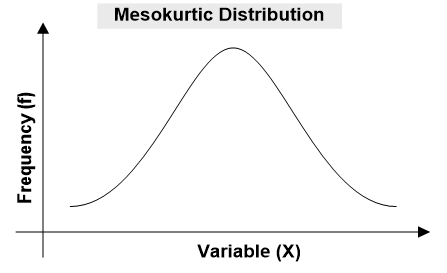 Mesokurtic Distribution
Frequency (f)
Variable (X)